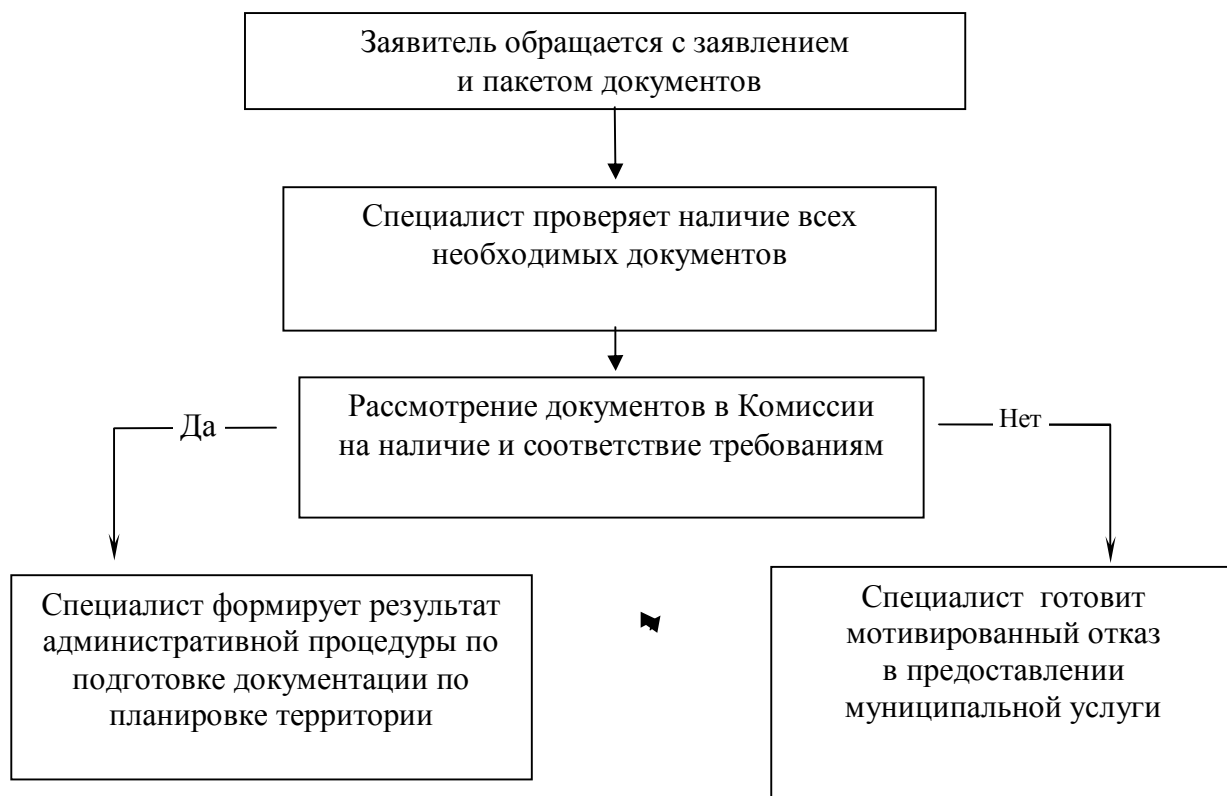 Заявитель обращается с заявлением
и пакетом документов
Специалист проверяет наличие всех
необходимых документов
Рассмотрение документов в Комиссии
на наличие и соответствие требованиям
Да
Нет
Специалист формирует результат
административной процедуры по
подготовке документации по
планировке территории
Специалист готовит
мотивированный отказ
в предоставлении
муниципальной услуги